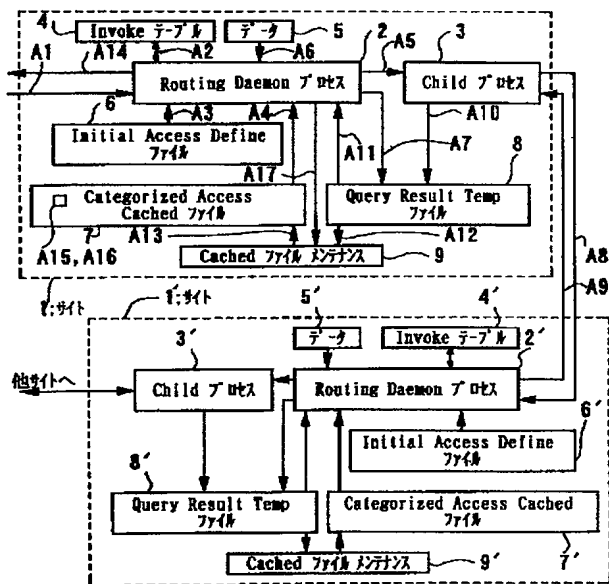 4
Invoke テーブル
データ
5
2
3
A1
A14
A2
A6
A5
Routing Daemon プロセス
Child プロセス
6
A3
A4
A10
Initial Access Define
ファイル
A11
A7
8
A17
Categorized Access
Cached ファイル
Query Result Temp
ファイル
7
A13
A12
A15,A16
Cached ファイル メンテナンス
9
A8
A9
1:サイト
1':サイト
5'
4'
3'
データ
Invoke テーブル
2'
他サイトへ
Child プロセス
Routing Daemon プロセス
6'
Initial Access Define
ファイル
8'
Query Result Temp
ファイル
Categorized Access Cached
ファイル
7'
Cached ファイル メンテナンス
9'